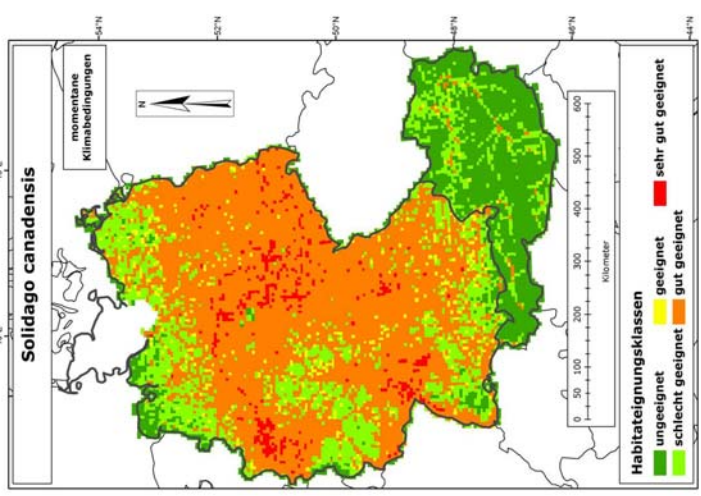 Solidago canadensis
momentane
Klimabedingungen
N
54°N
52°N
50°N
48°N
46°N
44°N
0 50 100 200 300 400 500 600
Kilometer
Habitateignungsklassen
ungeeignet geeignet sehr gut geeignet
schlecht geeignet gut geeignet